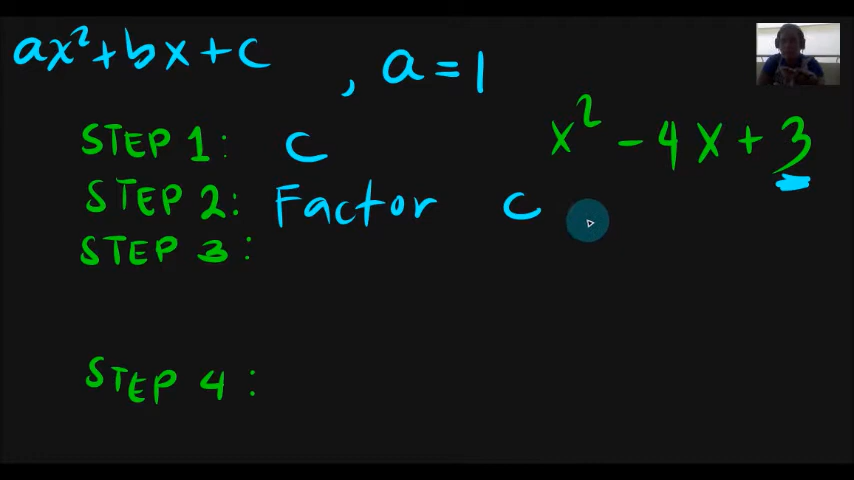 ax²+bx+c , a=1
STEP 1: c x² - 4x + 3
STEP 2: Factor c
STEP 3:
STEP 4: